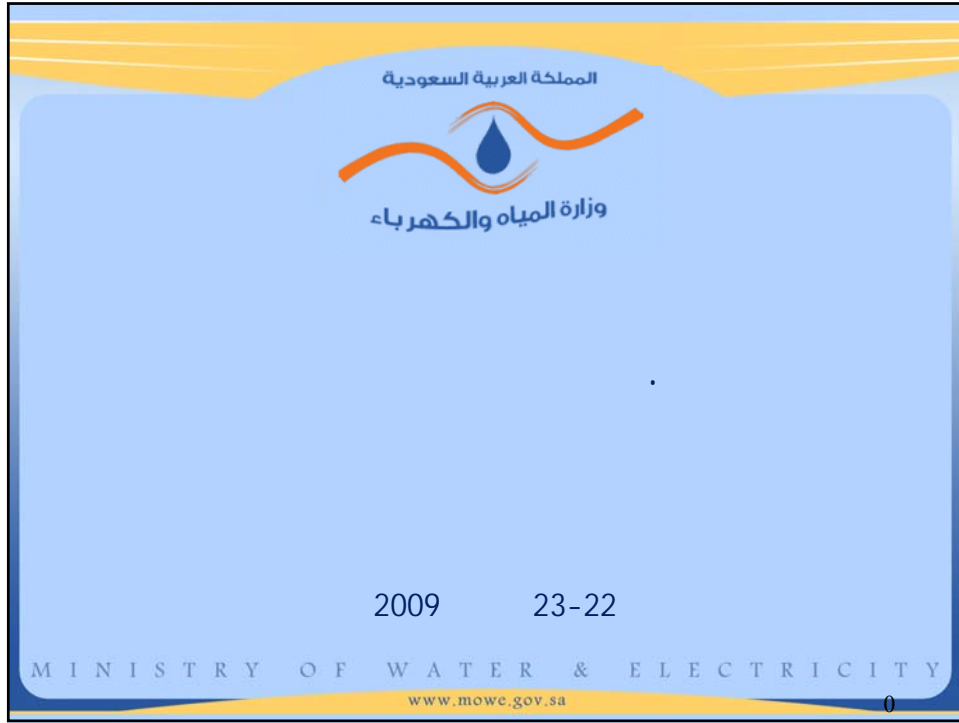 المملكة العربية السعودية
وزارة المياه والكهرباء
.
2009 23-22
MINISTRY OF WATER & ELECTRICITY
www.mowe.gov.sa
0